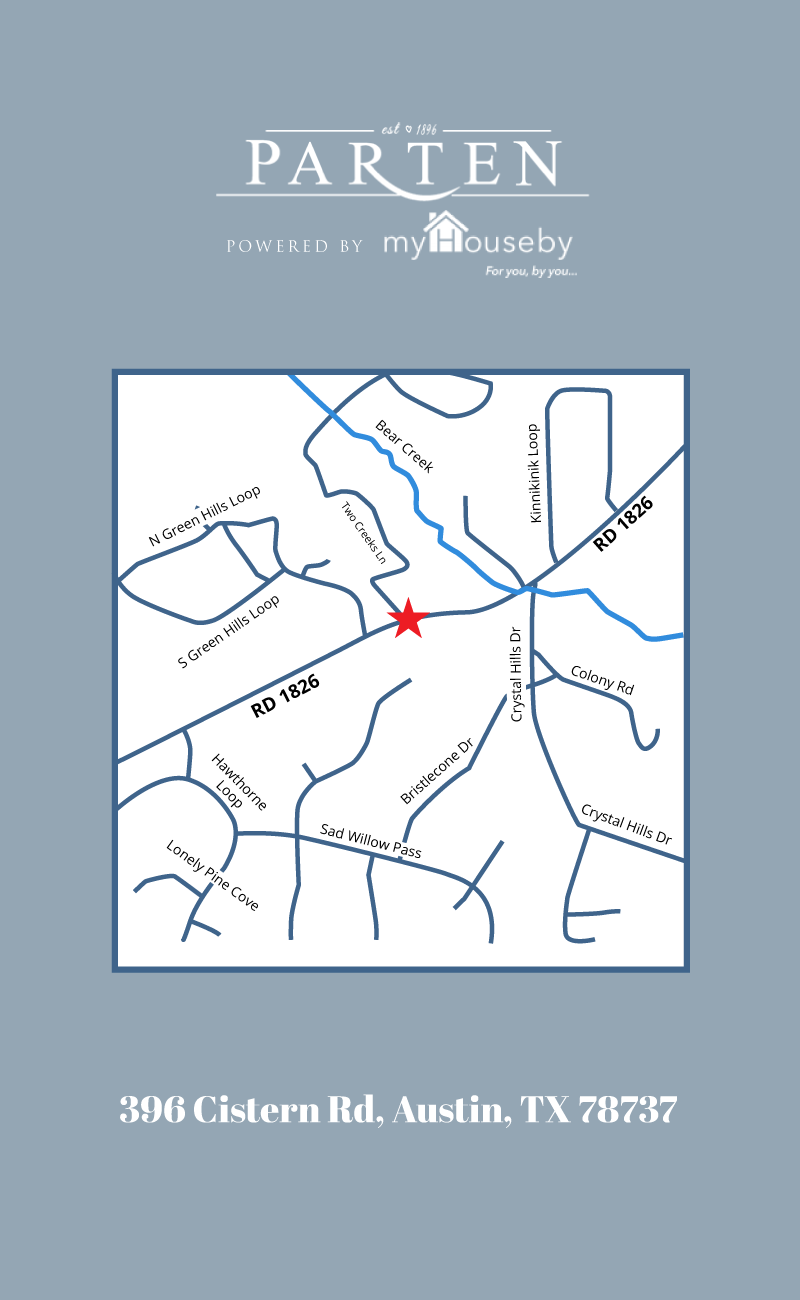 est 1896
PARTEN
POWERED BY myHouseby
For you, by you...
Bear Creek
Kinnikinik Loop
N Green Hills Loop
Two Creeks Ln
RD 1826
S Green Hills Loop
Crystal Hills Dr
Colony Rd
RD 1826
Hawthorne
Loop
Bristlecone Dr
Crystal Hills Dr
Sad Willow Pass
Lonely Pine Cove
396 Cistern Rd, Austin, TX 78737